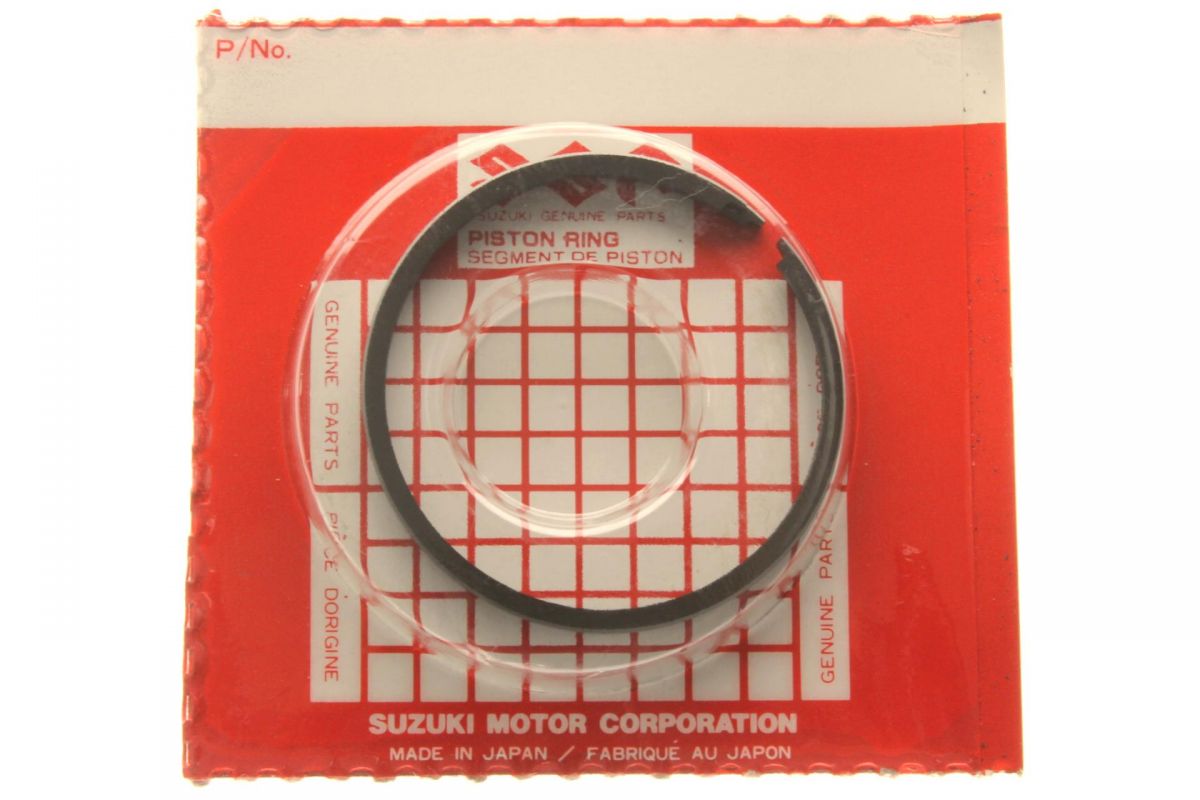 P/No.
SUZUKI GENUINE PARTS
PISTON RING
SEGMENT DE PISTON
GENUINE PARTS
PIÈCE DORIGINE
GENUINE PARTS
SUZUKI MOTOR CORPORATION
MADE IN JAPAN / FABRIQUÉ AU JAPON